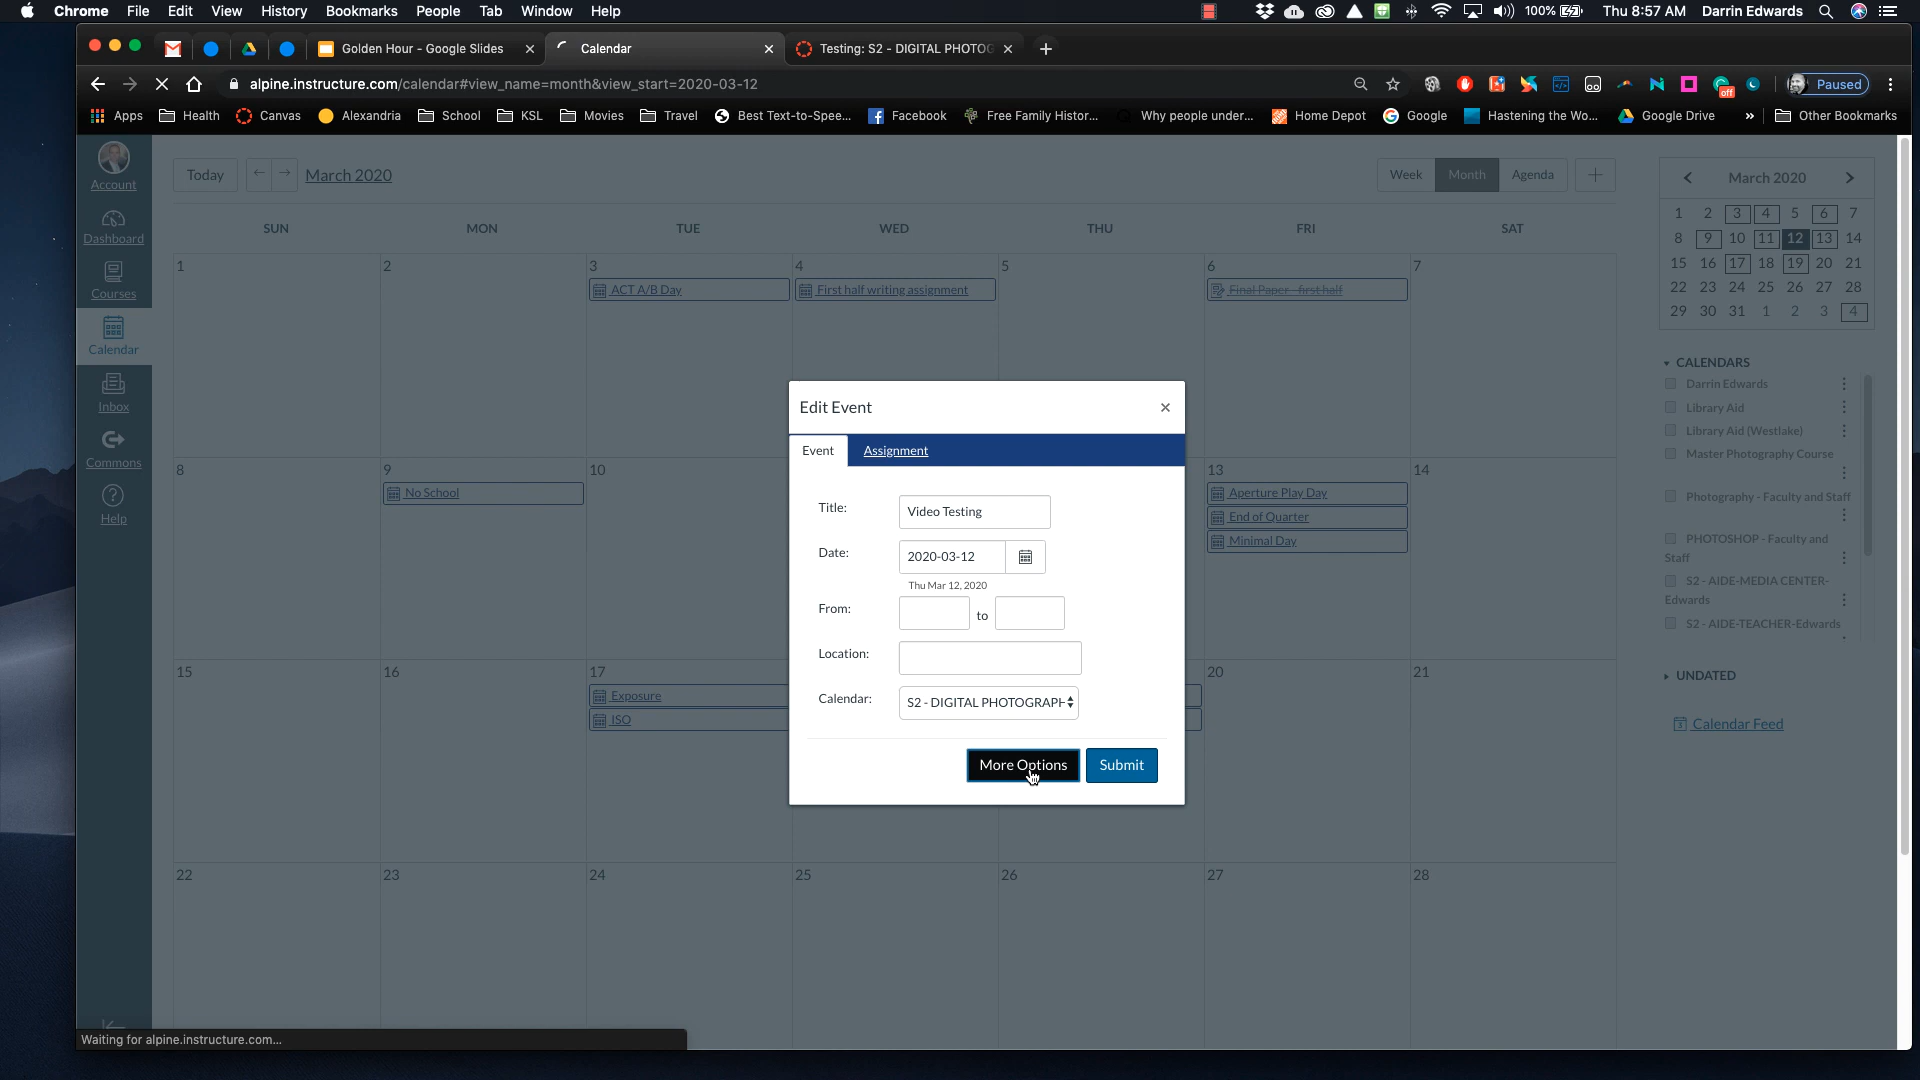 Chrome File Edit View History Bookmarks People Tab Window Help 100% Thu 8:57 AM Darrin Edwards
Golden Hour - Google Slides Calendar Testing: S2 - DIGITAL PHOTOG
alpine.instructure.com/calendar#view_name=month&view_start=2020-03-12 off Paused
Apps Health Canvas Alexandria School KSL Movies Travel Best Text-to-Spee... Facebook Free Family Histor... Why people under... Home Depot Google Hastening the Wo... Google Drive » Other Bookmarks
Account
Dashboard
Courses
Calendar
Inbox
Commons
Help
Today ← → March 2020 Week Month Agenda +
SUN MON TUE WED THU FRI SAT
1 2 3 4 5 6 7
ACT A/B Day First half writing assignment Final Paper - first half
8 9 10 13 14
No School Aperture Play Day
End of Quarter
Minimal Day
15 16 17 20 21
Exposure
ISO
22 23 24 25 26 27 28
Edit Event ×
Event Assignment
Title: Video Testing
Date: 2020-03-12
Thu Mar 12, 2020
From: to
Location:
Calendar: S2 - DIGITAL PHOTOGRAPH
More Options Submit
< March 2020 >
1 2 3 4 5 6 7
8 9 10 11 12 13 14
15 16 17 18 19 20 21
22 23 24 25 26 27 28
29 30 31 1 2 3 4
CALENDARS
Darrin Edwards
Library Aid
Library Aid (Westlake)
Master Photography Course
Photography - Faculty and Staff
PHOTOSHOP - Faculty and
Staff
S2 - AIDE-MEDIA CENTER-
Edwards
S2 - AIDE-TEACHER-Edwards
UNDATED
Calendar Feed
Waiting for alpine.instructure.com...